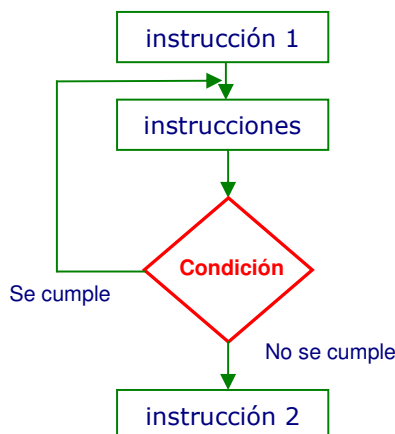 instrucción 1
instrucciones
Condición
Se cumple
No se cumple
instrucción 2